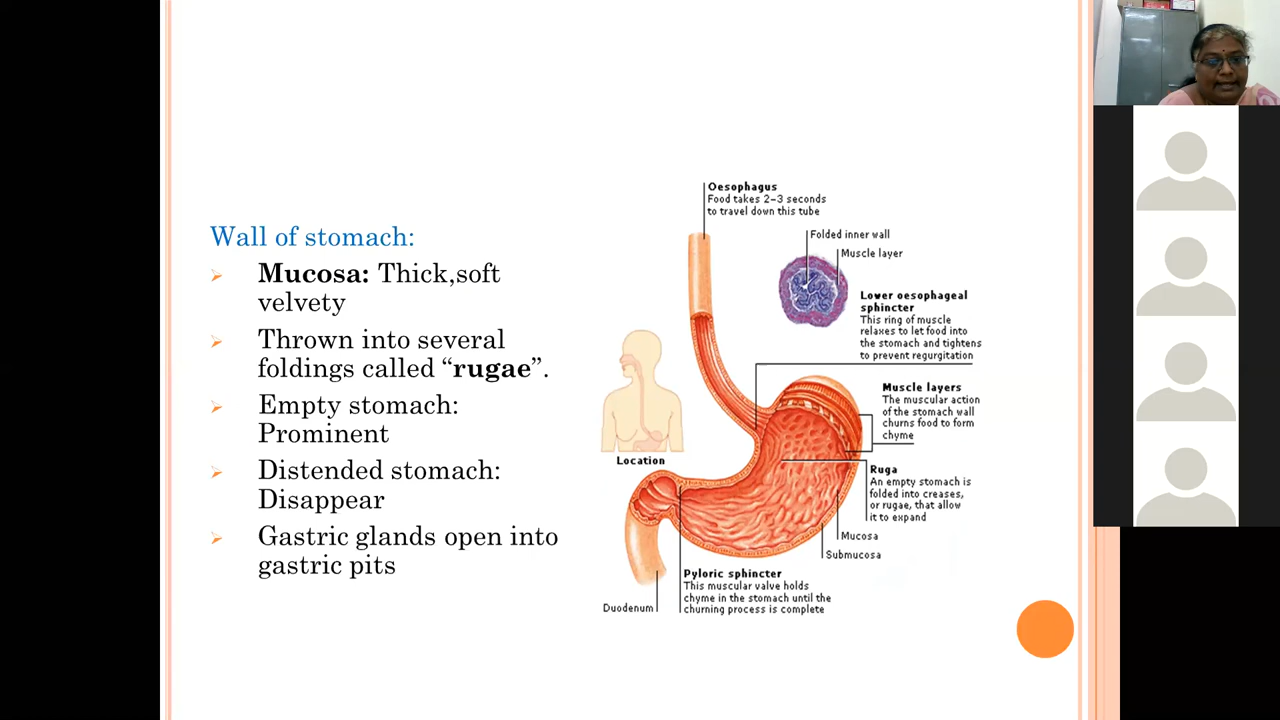 Wall of stomach:
Mucosa: Thick,soft
velvety
Thrown into several
foldings called “rugae”.
Empty stomach:
Prominent
Distended stomach:
Disappear
Gastric glands open into
gastric pits
Oesophagus
Food takes 2–3 seconds
to travel down this tube
Folded inner wall
Muscle layer
Lower oesophageal
sphincter
This ring of muscle
relaxes to let food into
the stomach and tightens
to prevent regurgitation
Muscle layers
The muscular action
of the stomach wall
churns food to form
chyme
Location
Ruga
An empty stomach is
folded into creases,
or rugae, that allow
it to expand
Mucosa
Submucosa
Pyloric sphincter
This muscular valve holds
chyme in the stomach until the
churning process is complete
Duodenum